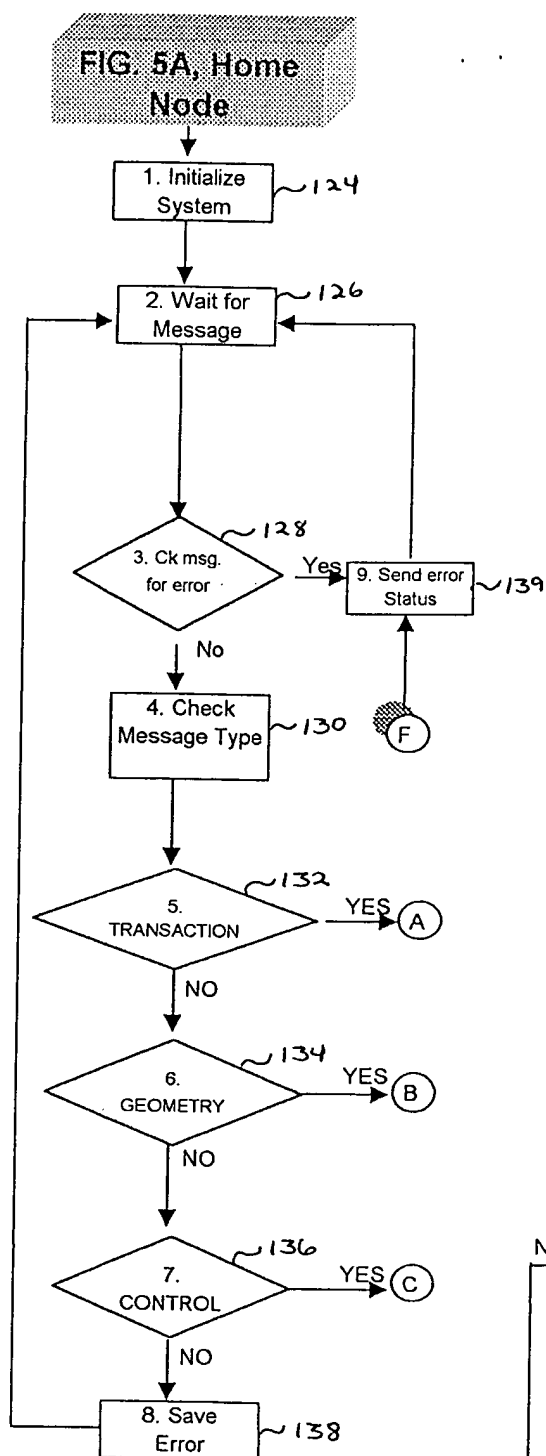 FIG. 5A, Home
Node
1. Initialize
System
124
2. Wait for
Message
126
3. Ck msg.
for error
128
Yes
9. Send error
Status
139
No
F
4. Check
Message Type
130
5.
TRANSACTION
132
YES
A
NO
6.
GEOMETRY
134
YES
B
NO
7.
CONTROL
136
YES
C
NO
N
8. Save
Error
138